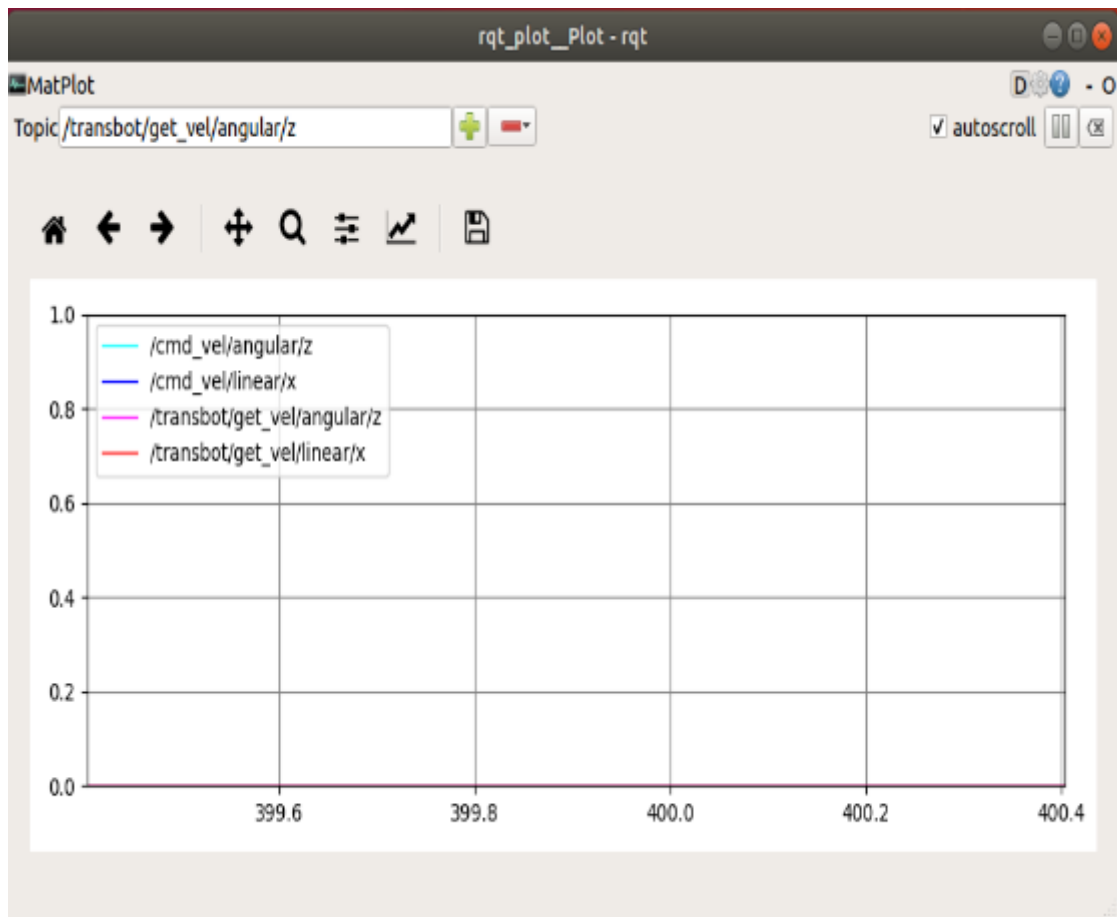 rqt_plot__Plot - rqt
MatPlot
D
- O
Topic /transbot/get_vel/angular/z
autoscroll
1.0
/cmd_vel/angular/z
/cmd_vel/linear/x
0.8
/transbot/get_vel/angular/z
/transbot/get_vel/linear/x
0.6
0.4
0.2
0.0
399.6 399.8 400.0 400.2 400.4